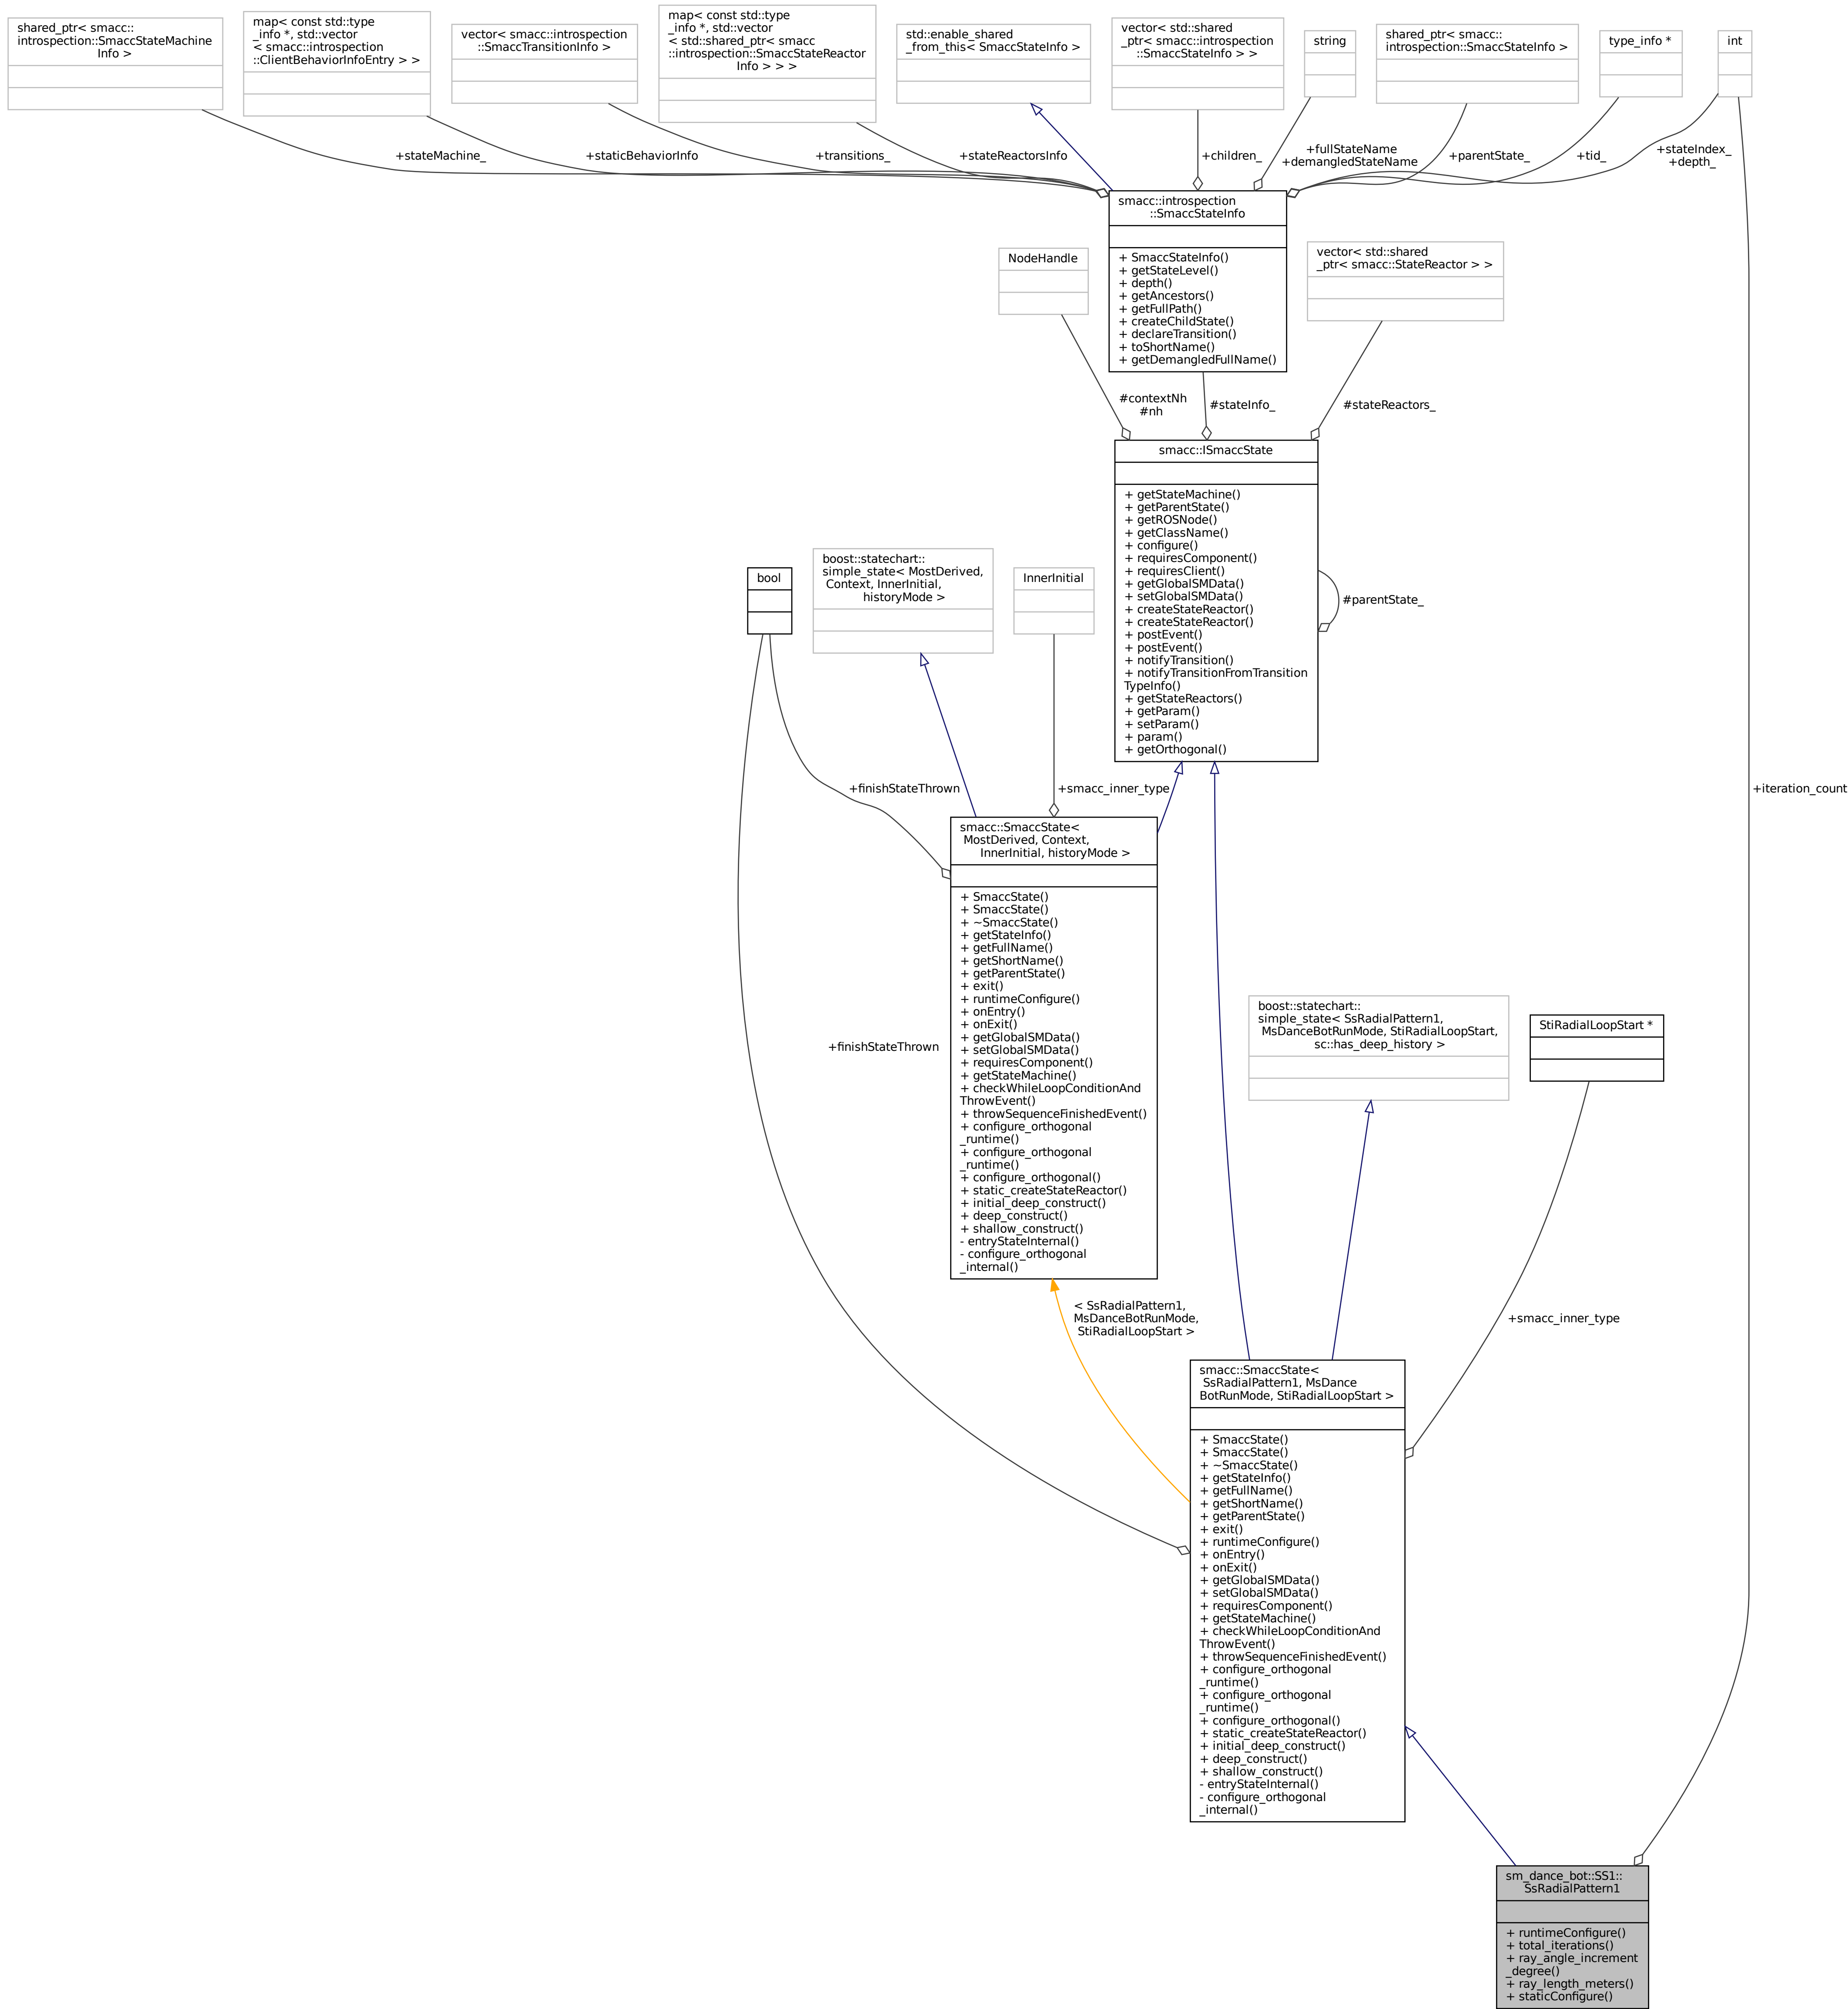 shared_ptr< smacc::
introspection::SmaccStateMachine
Info >
map< const std::type
_info *, std::vector
< smacc::introspection
::ClientBehaviorInfoEntry > >
vector< smacc::introspection
::SmaccTransitionInfo >
map< const std::type
_info *, std::vector
< std::shared_ptr< smacc
::introspection::SmaccStateReactor
Info > > >
std::enable_shared
_from_this< SmaccStateInfo >
vector< std::shared
_ptr< smacc::introspection
::SmaccStateInfo > >
string
shared_ptr< smacc::
introspection::SmaccStateInfo >
type_info *
int
+stateMachine_
+staticBehaviorInfo
+transitions_
+stateReactorsInfo
+children_
+fullStateName
+demangledStateName
+parentState_
+tid_
+stateIndex_
+depth_
smacc::introspection
::SmaccStateInfo
+ SmaccStateInfo()
+ getStateLevel()
+ depth()
+ getAncestors()
+ getFullPath()
+ createChildState()
+ declareTransition()
+ toShortName()
+ getDemangledFullName()
NodeHandle
vector< std::shared
_ptr< smacc::StateReactor > >
#contextNh
#nh
#stateInfo_
#stateReactors_
smacc::ISmaccState
+ getStateMachine()
+ getParentState()
+ getROSNode()
+ getClassName()
+ configure()
+ requiresComponent()
+ requiresClient()
+ getGlobalSMData()
+ setGlobalSMData()
+ createStateReactor()
+ createStateReactor()
+ postEvent()
+ postEvent()
+ notifyTransition()
+ notifyTransitionFromTransition
TypeInfo()
+ getStateReactors()
+ getParam()
+ setParam()
+ param()
+ getOrthogonal()
#parentState_
bool
boost::statechart::
simple_state< MostDerived,
Context, InnerInitial,
historyMode >
InnerInitial
+finishStateThrown
+smacc_inner_type
+iteration_count
smacc::SmaccState<
MostDerived, Context,
InnerInitial, historyMode >
+ SmaccState()
+ SmaccState()
+ ~SmaccState()
+ getStateInfo()
+ getFullName()
+ getShortName()
+ getParentState()
+ exit()
+ runtimeConfigure()
+ onEntry()
+ onExit()
+ getGlobalSMData()
+ setGlobalSMData()
+ requiresComponent()
+ getStateMachine()
+ checkWhileLoopConditionAnd
ThrowEvent()
+ throwSequenceFinishedEvent()
+ configure_orthogonal
_runtime()
+ configure_orthogonal
_runtime()
+ configure_orthogonal()
+ static_createStateReactor()
+ initial_deep_construct()
+ deep_construct()
+ shallow_construct()
- entryStateInternal()
- configure_orthogonal
_internal()
+finishStateThrown
boost::statechart::
simple_state< SsRadialPattern1,
MsDanceBotRunMode, StiRadialLoopStart,
sc::has_deep_history >
StiRadialLoopStart *
< SsRadialPattern1,
MsDanceBotRunMode,
StiRadialLoopStart >
+smacc_inner_type
smacc::SmaccState<
SsRadialPattern1, MsDance
BotRunMode, StiRadialLoopStart >
+ SmaccState()
+ SmaccState()
+ ~SmaccState()
+ getStateInfo()
+ getFullName()
+ getShortName()
+ getParentState()
+ exit()
+ runtimeConfigure()
+ onEntry()
+ onExit()
+ getGlobalSMData()
+ setGlobalSMData()
+ requiresComponent()
+ getStateMachine()
+ checkWhileLoopConditionAnd
ThrowEvent()
+ throwSequenceFinishedEvent()
+ configure_orthogonal
_runtime()
+ configure_orthogonal
_runtime()
+ configure_orthogonal()
+ static_createStateReactor()
+ initial_deep_construct()
+ deep_construct()
+ shallow_construct()
- entryStateInternal()
- configure_orthogonal
_internal()
sm_dance_bot::SS1::
SsRadialPattern1
+ runtimeConfigure()
+ total_iterations()
+ ray_angle_increment
_degree()
+ ray_length_meters()
+ staticConfigure()